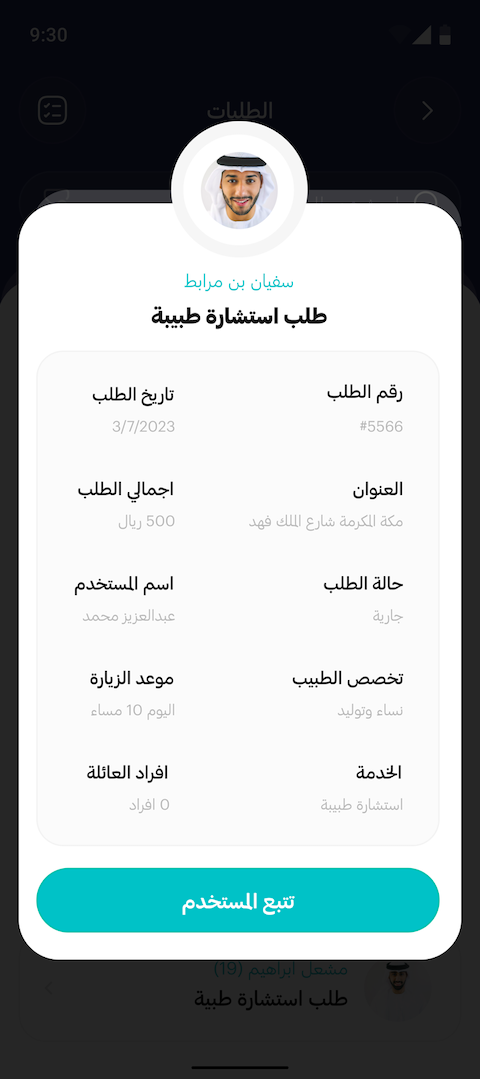 9:30
الطلبات
سفيان بن مرابط
طلب استشارة طبيبة
رقم الطلب
#5566
تاريخ الطلب
3/7/2023
العنوان
مكة المكرمة شارع الملك فهد
اجمالي الطلب
500 ريال
حالة الطلب
جارية
اسم المستخدم
عبدالعزيز محمد
تخصص الطبيب
نساء وتوليد
موعد الزيارة
اليوم 10 مساء
الخدمة
استشارة طبيبة
افراد العائلة
0 افراد
تتبع المستخدم
مشعل ابراهيم (19)
طلب استشارة طبية